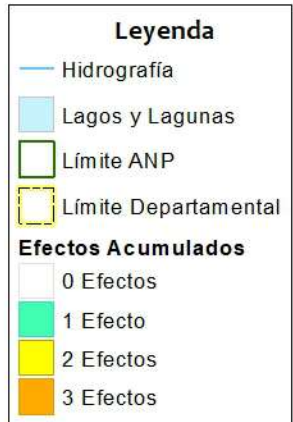 Leyenda
Hidrografía
Lagos y Lagunas
Límite ANP
Límite Departamental
Efectos Acumulados
0 Efectos
1 Efecto
2 Efectos
3 Efectos